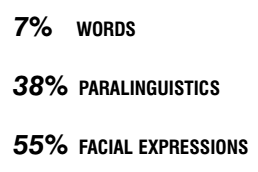 7% WORDS
38% PARALINGUISTICS
55% FACIAL EXPRESSIONS